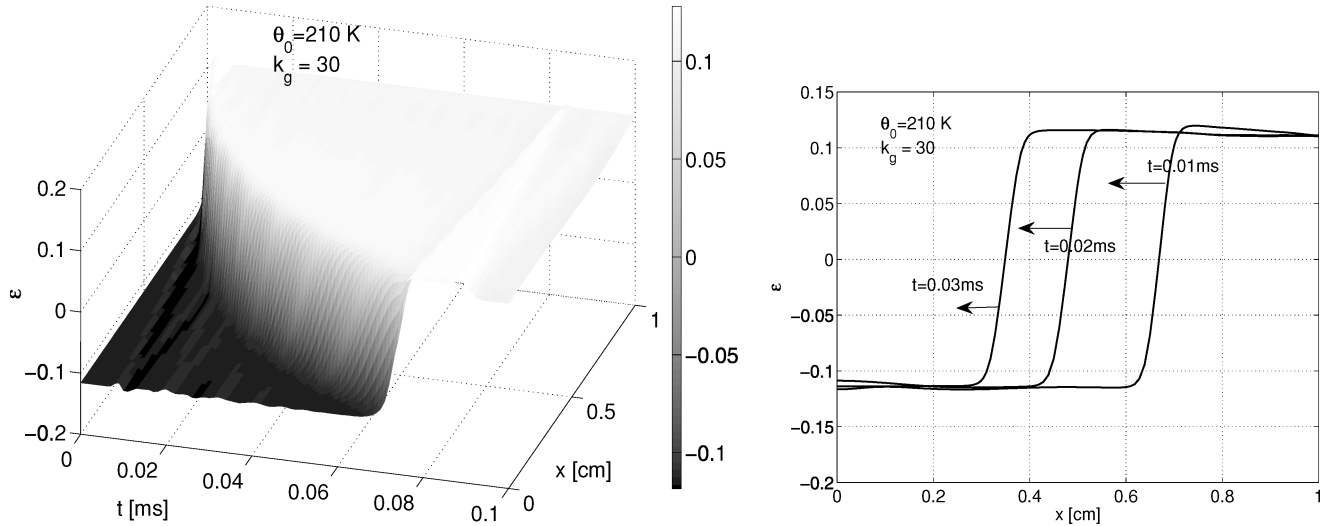 θ0=210 K
kg = 30
0.2
0.1
0
−0.1
−0.2
ε
0
0.02
0.04
0.06
0.08
0.1
t [ms]
0
0.5
1
x [cm]
0.1
0.05
0
−0.05
−0.1
0.15
0.1
0.05
0
−0.05
−0.1
−0.15
−0.2
ε
θ0=210 K
kg = 30
t=0.01ms
t=0.02ms
t=0.03ms
0
0.2
0.4
0.6
0.8
1
x [cm]